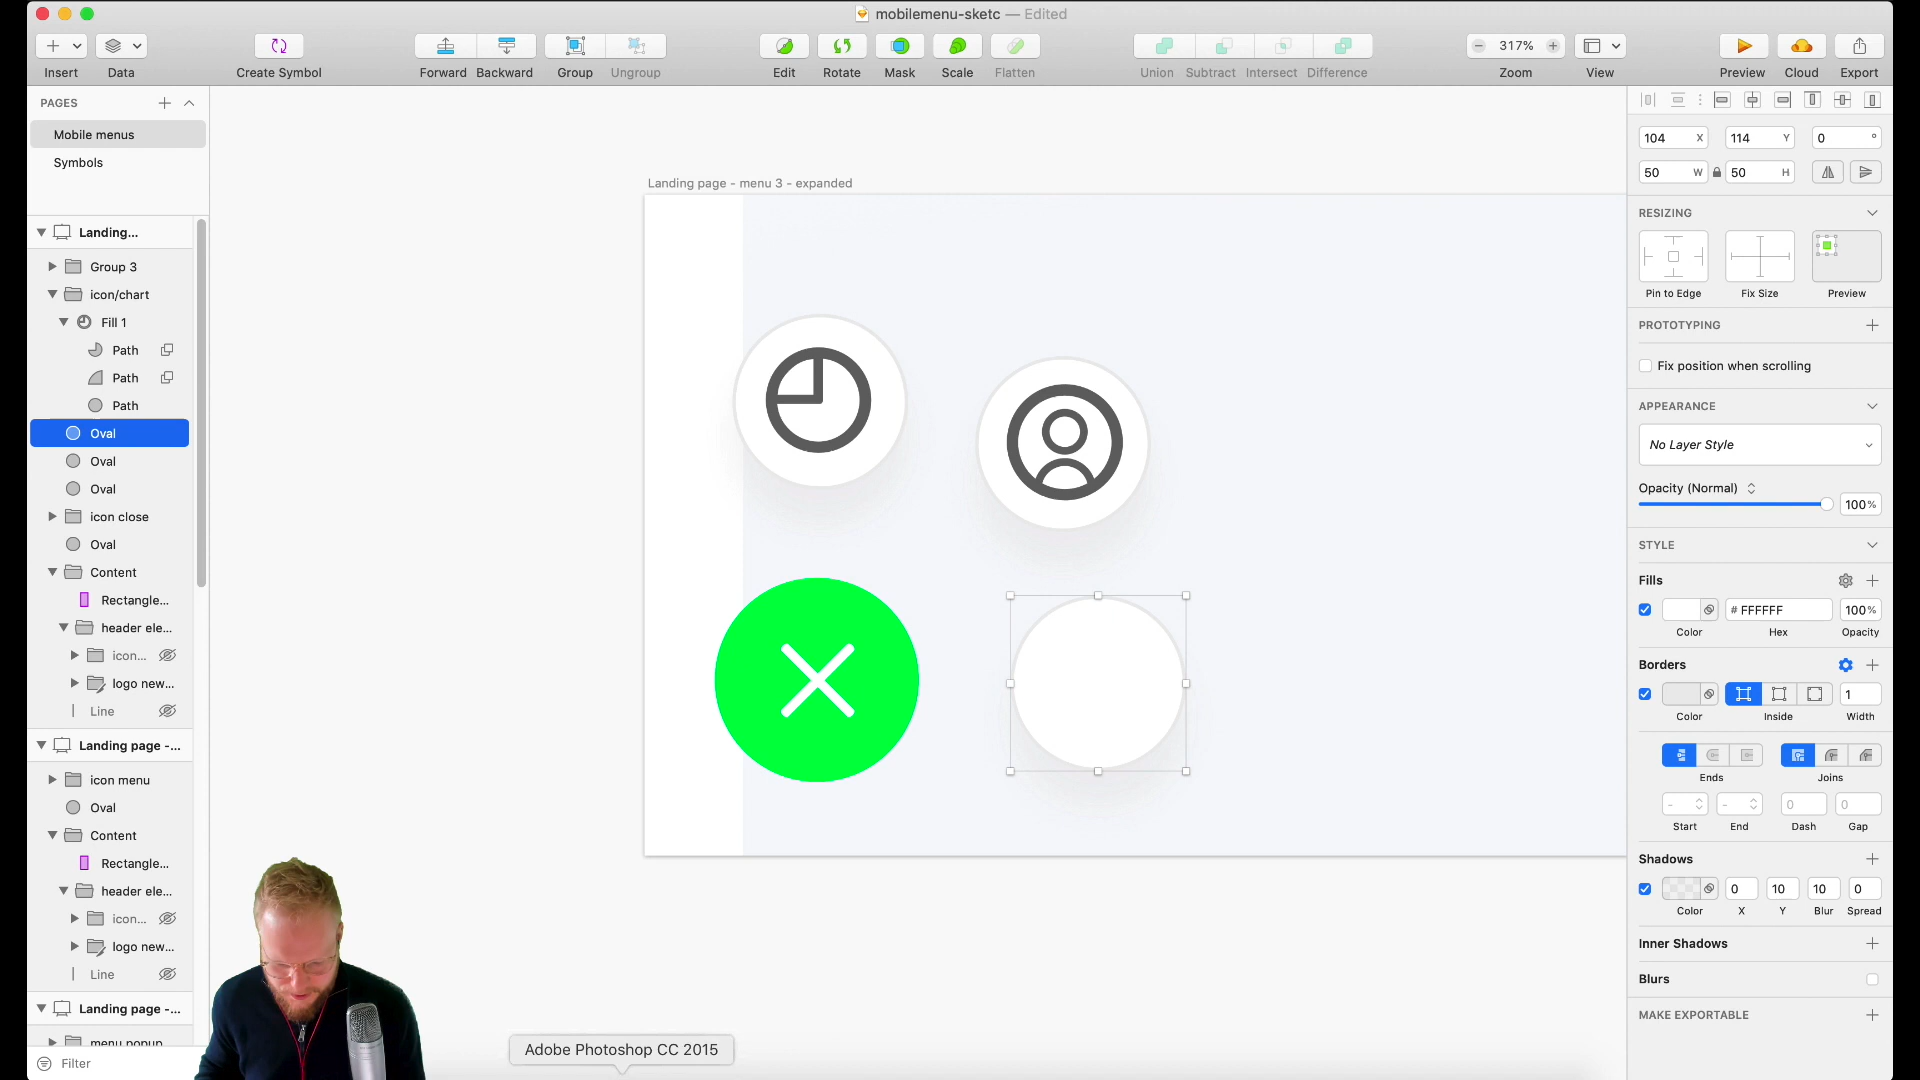 mobilemenu-sketc — Edited
Insert
Data
Create Symbol
Forward
Backward
Group
Ungroup
Edit
Rotate
Mask
Scale
Flatten
Union
Subtract
Intersect
Difference
317%
Zoom
View
Preview
Cloud
Export
PAGES
Mobile menus
Symbols
Landing...
Group 3
icon/chart
Fill 1
Path
Path
Path
Oval
Oval
Oval
icon close
Oval
Content
Rectangle...
header ele...
icon...
logo new...
Line
Landing page -...
icon menu
Oval
Content
Rectangle...
header ele...
icon...
logo new...
Line
Landing page -...
menu popup
Filter
Landing page - menu 3 - expanded
Adobe Photoshop CC 2015
104 X
114 Y
0 °
50 W
50 H
RESIZING
Pin to Edge
Fix Size
Preview
PROTOTYPING
Fix position when scrolling
APPEARANCE
No Layer Style
Opacity (Normal)
100%
STYLE
Fills
# FFFFFF
100%
Color
Hex
Opacity
Borders
1
Color
Inside
Width
Ends
Joins
-
-
0
0
Start
End
Dash
Gap
Shadows
0
10
10
0
Color
X
Y
Blur
Spread
Inner Shadows
Blurs
MAKE EXPORTABLE